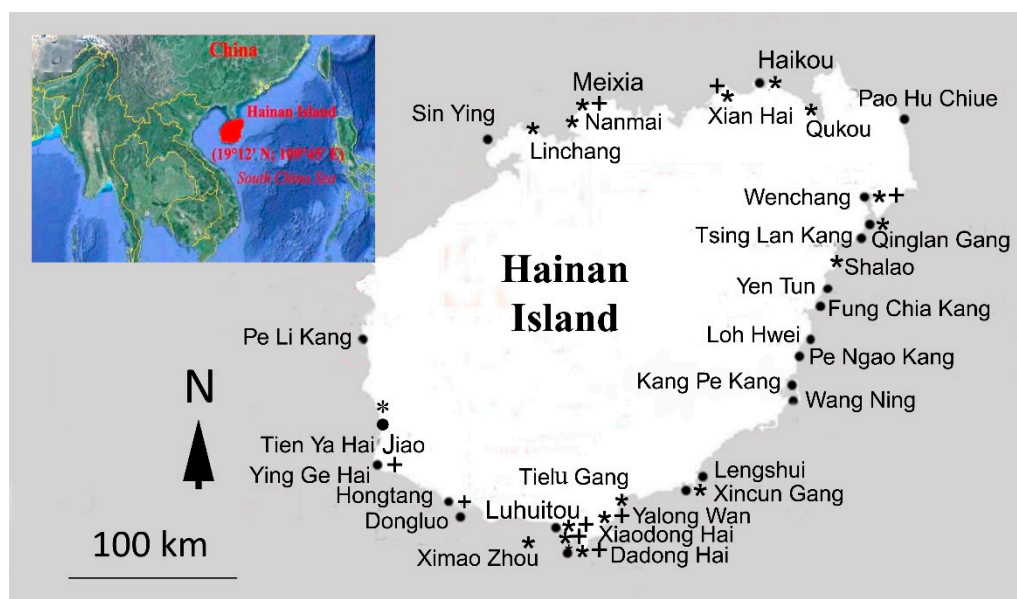 China
Hainan Island
(19°12' N; 109°45' E)
South China Sea
Haikou
Meixia
Sin Ying
Xian Hai
Pao Hu Chiue
Nanmai
Qukou
Linchang
Wenchang
Tsing Lan Kang
Qinglan Gang
Hainan
Island
Shalao
Yen Tun
Fung Chia Kang
Pe Li Kang
Loh Hwei
Pe Ngao Kang
N
Kang Pe Kang
Wang Ning
Tien Ya Hai Jiao
Ying Ge Hai
Tielu Gang
Lengshui
Xincun Gang
Hongtang
Luhuitou
Yalong Wan
Dongluo
Xiaodong Hai
100 km
Ximao Zhou
Dadong Hai